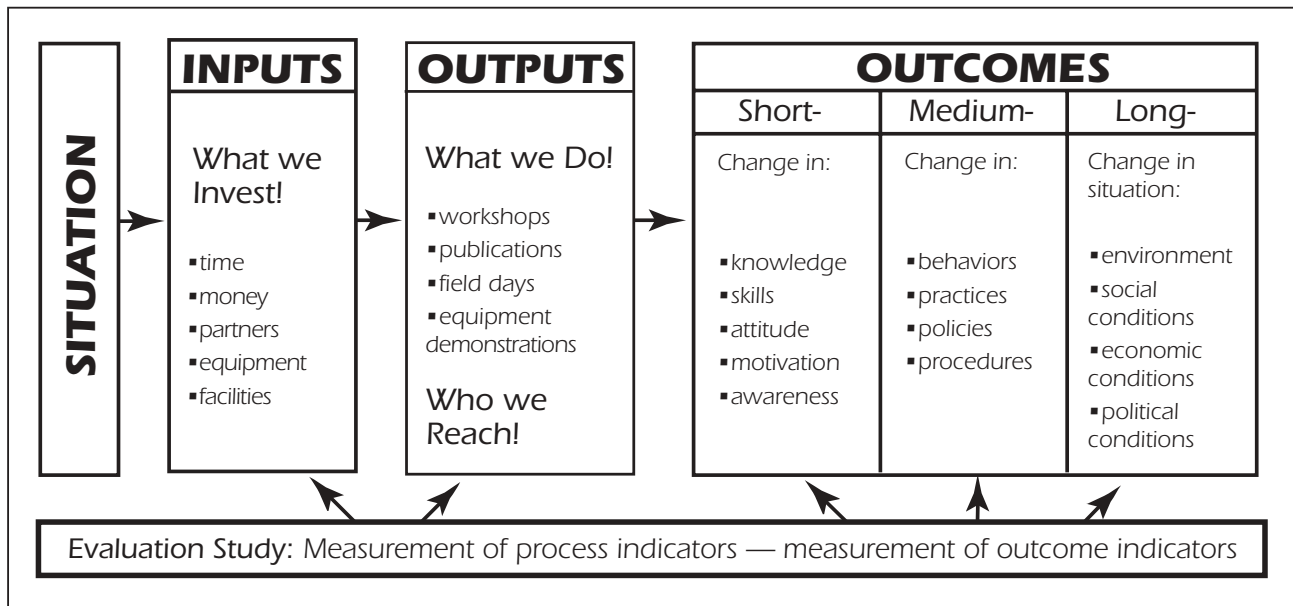 SITUATION
INPUTS
What we
Invest!
▪time
▪money
▪partners
▪equipment
▪facilities
OUTPUTS
What we Do!
▪workshops
▪publications
▪field days
▪equipment
demonstrations
Who we
Reach!
OUTCOMES
Short-
Change in:
▪knowledge
▪skills
▪attitude
▪motivation
▪awareness
Medium-
Change in:
▪behaviors
▪practices
▪policies
▪procedures
Long-
Change in
situation:
▪environment
▪social
conditions
▪economic
conditions
▪political
conditions
Evaluation Study: Measurement of process indicators — measurement of outcome indicators